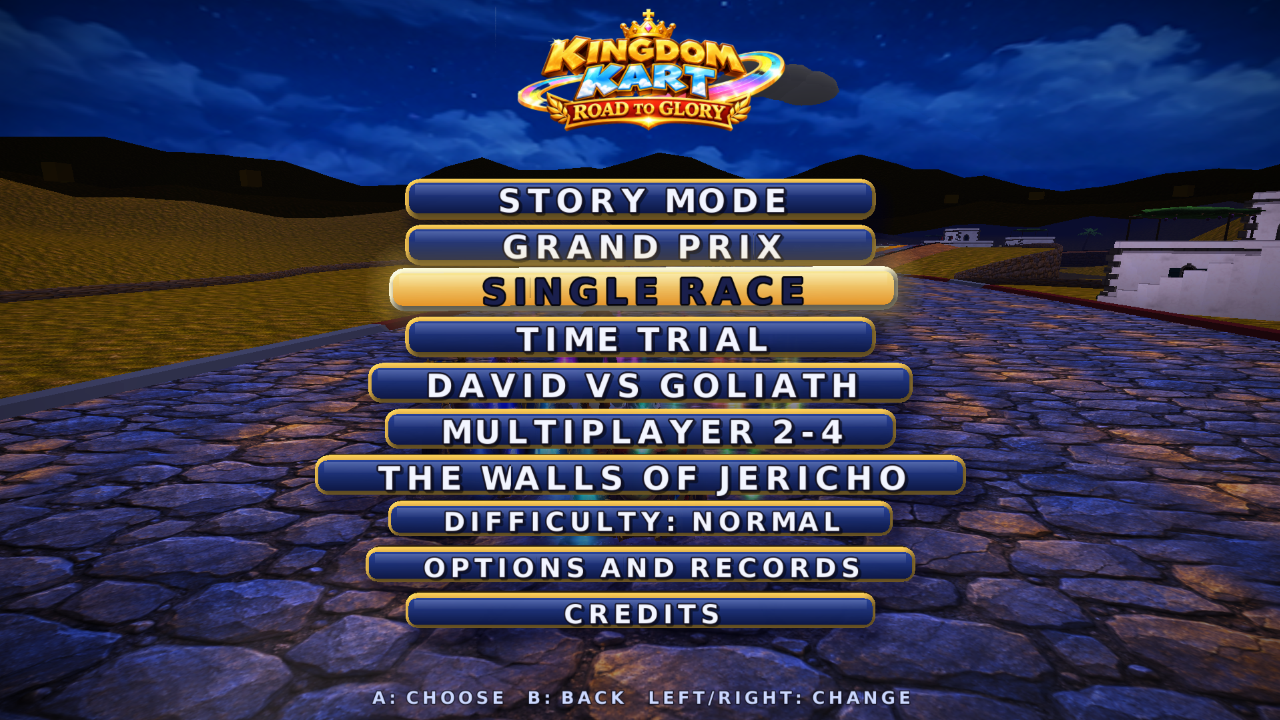 KINGDOM
KART
ROAD TO GLORY
STORY MODE
GRAND PRIX
SINGLE RACE
TIME TRIAL
DAVID VS GOLIATH
MULTIPLAYER 2-4
THE WALLS OF JERICHO
DIFFICULTY: NORMAL
OPTIONS AND RECORDS
CREDITS
A: CHOOSE B: BACK LEFT/RIGHT: CHANGE